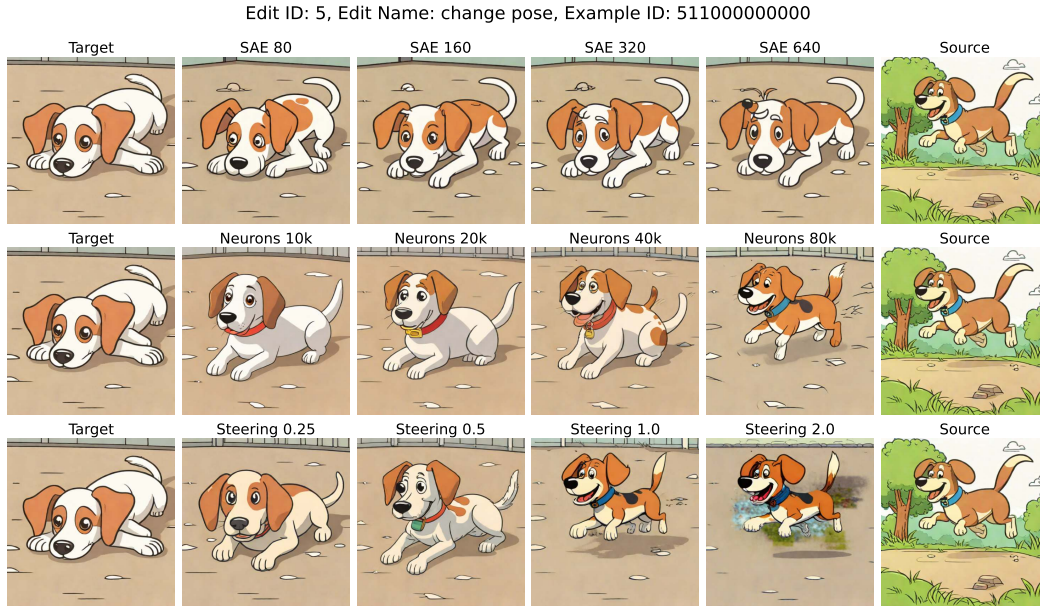 Edit ID: 5, Edit Name: change pose, Example ID: 511000000000
Target SAE 80 SAE 160 SAE 320 SAE 640 Source
Target Neurons 10k Neurons 20k Neurons 40k Neurons 80k Source
Target Steering 0.25 Steering 0.5 Steering 1.0 Steering 2.0 Source